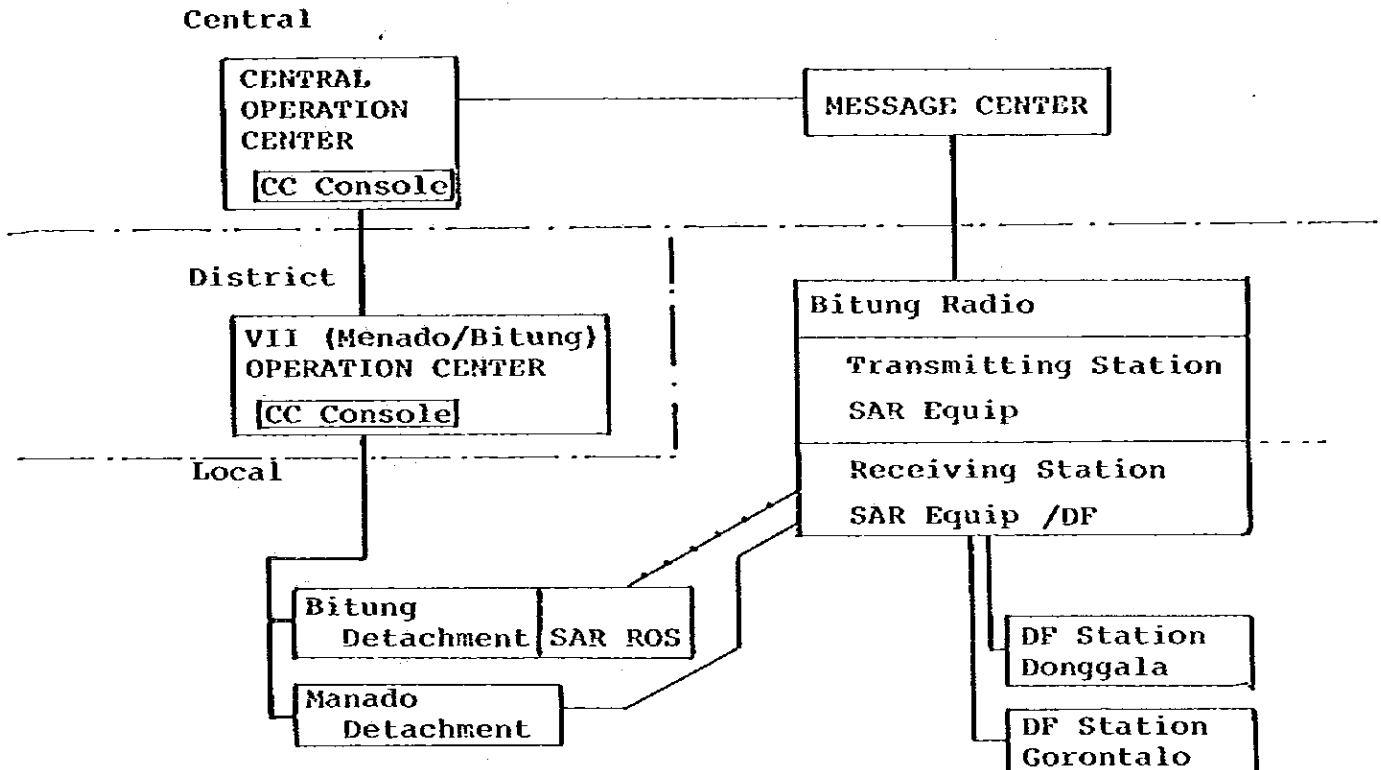 Central
CENTRAL
OPERATION
CENTER
CC Console
MESSAGE CENTER
District
VII (Menado/Bitung)
OPERATION CENTER
CC Console
Bitung Radio
Transmitting Station
SAR Equip
Receiving Station
SAR Equip /DF
Local
Bitung
Detachment
SAR ROS
Manado
Detachment
DF Station
Donggala
DF Station
Gorontalo